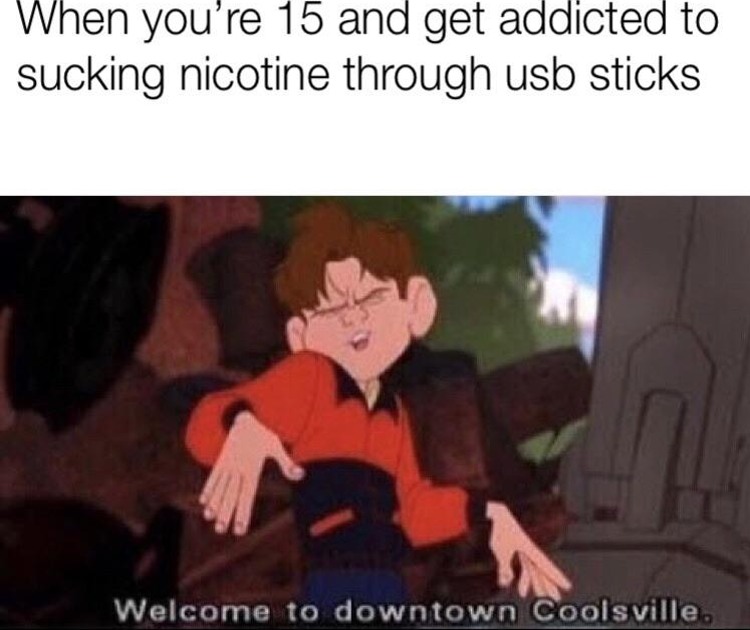 When you're 15 and get addicted to
sucking nicotine through usb sticks
Welcome to downtown Coolsville.